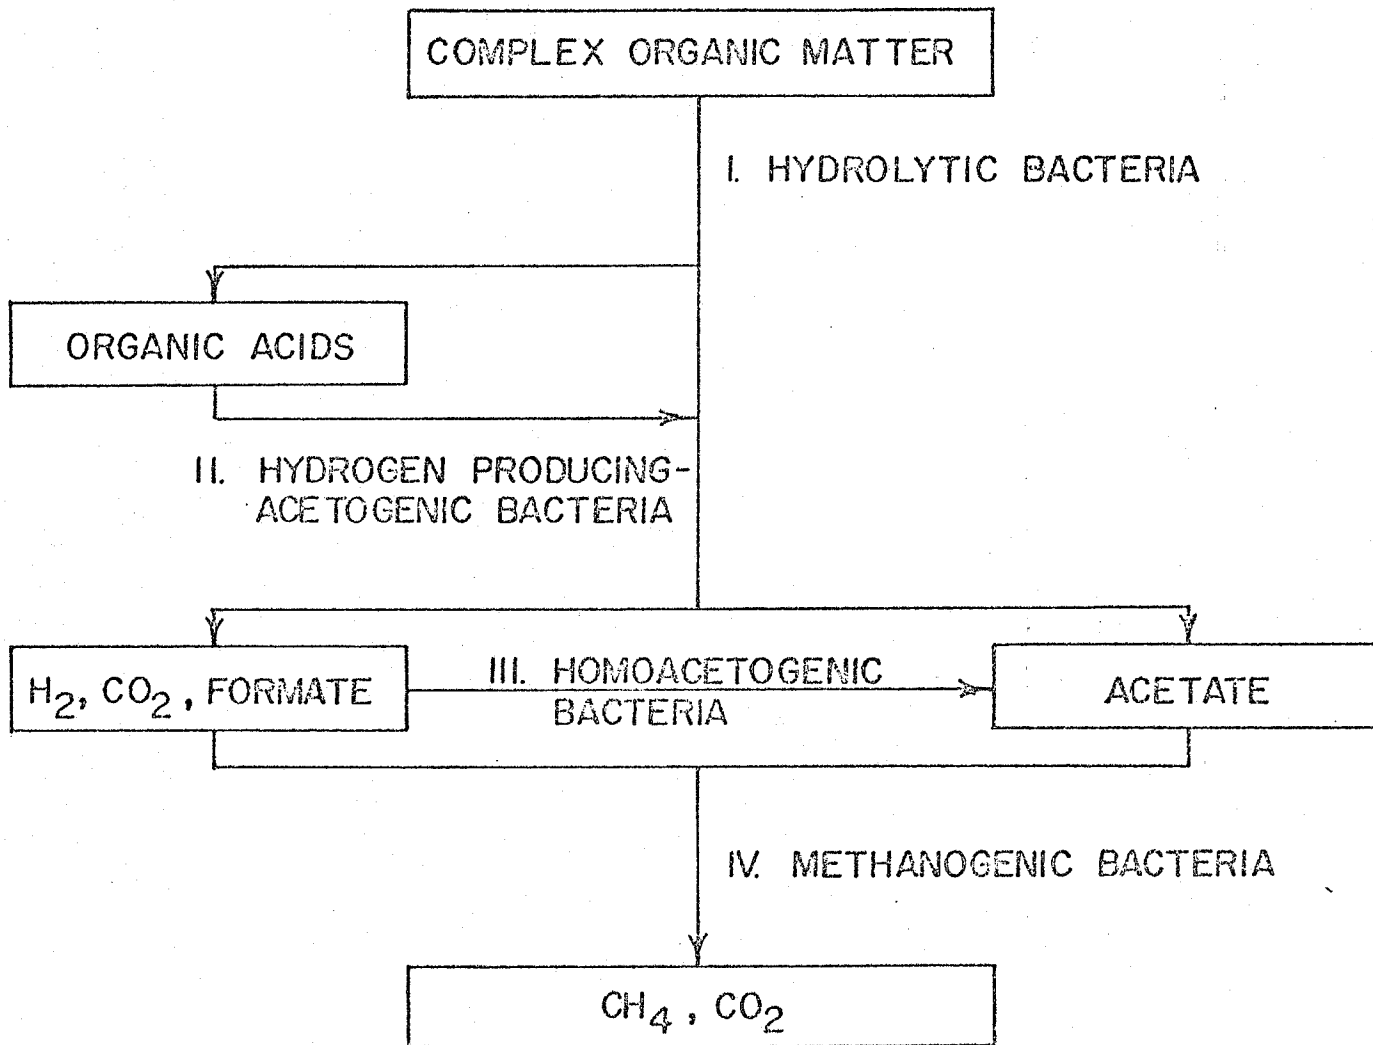 COMPLEX ORGANIC MATTER
I. HYDROLYTIC BACTERIA
ORGANIC ACIDS
II. HYDROGEN PRODUCING-
ACETOGENIC BACTERIA
H₂, CO₂, FORMATE
III. HOMOACETOGENIC
BACTERIA
ACETATE
IV. METHANOGENIC BACTERIA
CH₄, CO₂